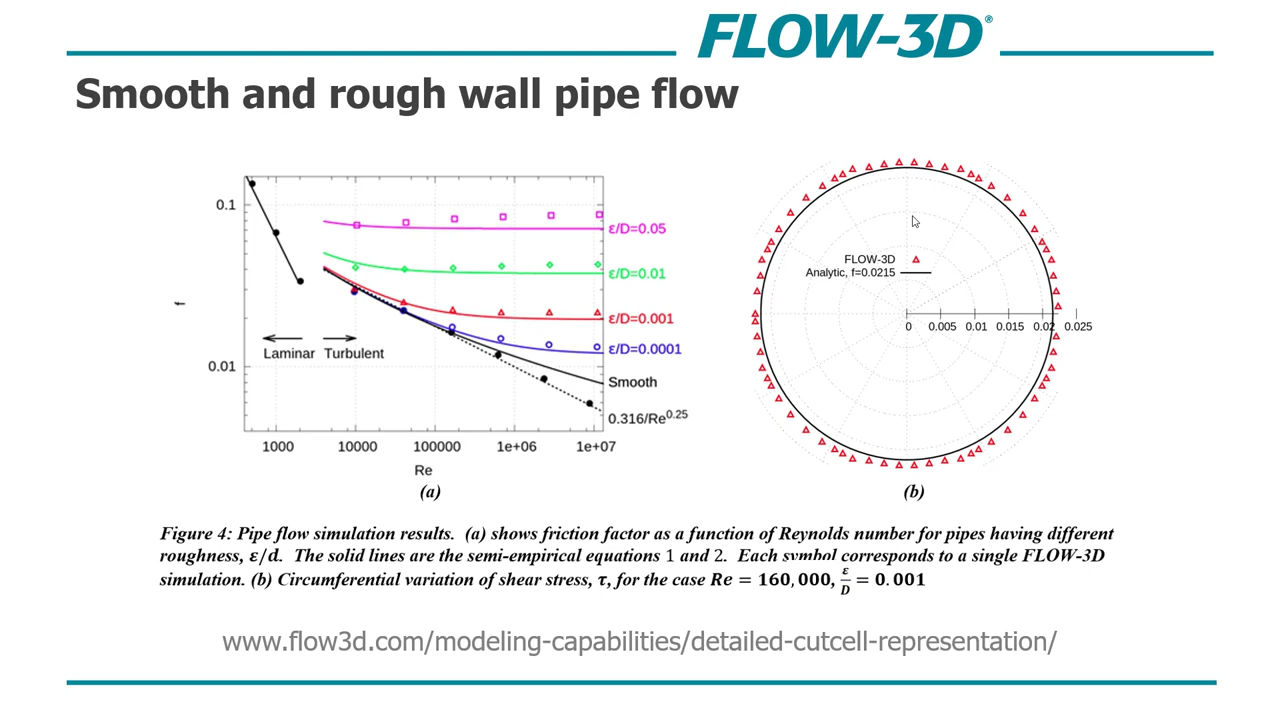 FLOW-3D®
Smooth and rough wall pipe flow
0.1
0.01
f
ε/D=0.05
ε/D=0.01
ε/D=0.001
ε/D=0.0001
Smooth
0.316/Re^0.25
Laminar Turbulent
1000 10000 100000 1e+06 1e+07
Re
(a)
FLOW-3D
Analytic, f=0.0215
0 0.005 0.01 0.015 0.02 0.025
(b)
Figure 4: Pipe flow simulation results. (a) shows friction factor as a function of Reynolds number for pipes having different
roughness, ε/d. The solid lines are the semi-empirical equations 1 and 2. Each symbol corresponds to a single FLOW-3D
simulation. (b) Circumferential variation of shear stress, τ, for the case Re = 160,000, ε/D = 0.001
www.flow3d.com/modeling-capabilities/detailed-cutcell-representation/